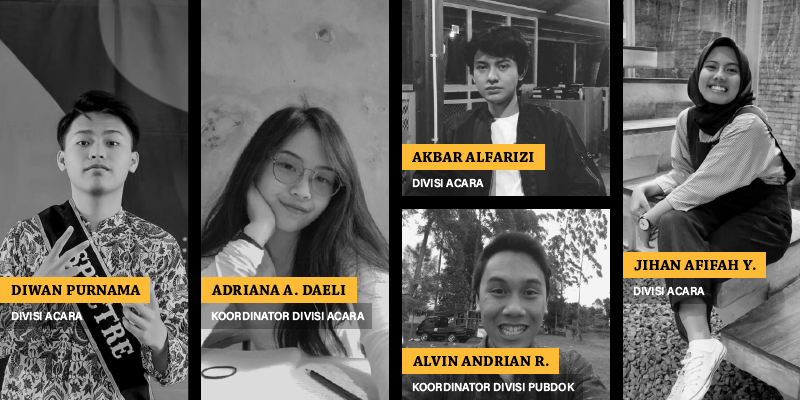 DIWAN PURNAMA
DIVISI ACARA
ADRIANA A. DAELI
KOORDINATOR DIVISI ACARA
AKBAR ALFARIZI
DIVISI ACARA
ALVIN ANDRIAN R.
KOORDINATOR DIVISI PUBDOK
JIHAN AFIFAH Y.
DIVISI ACARA